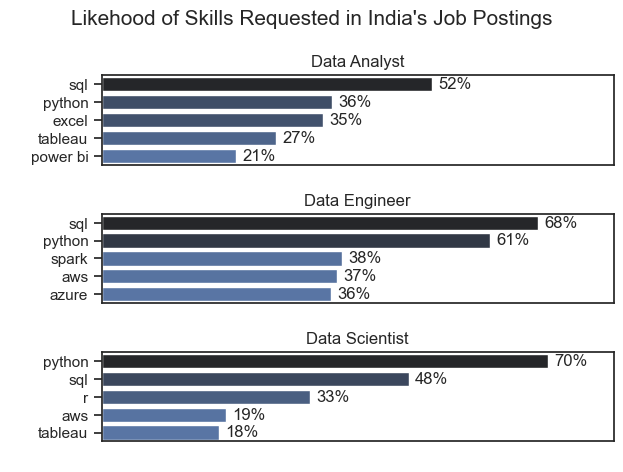 Likehood of Skills Requested in India's Job Postings
Data Analyst
sql 52%
python 36%
excel 35%
tableau 27%
power bi 21%
Data Engineer
sql 68%
python 61%
spark 38%
aws 37%
azure 36%
Data Scientist
python 70%
sql 48%
r 33%
aws 19%
tableau 18%